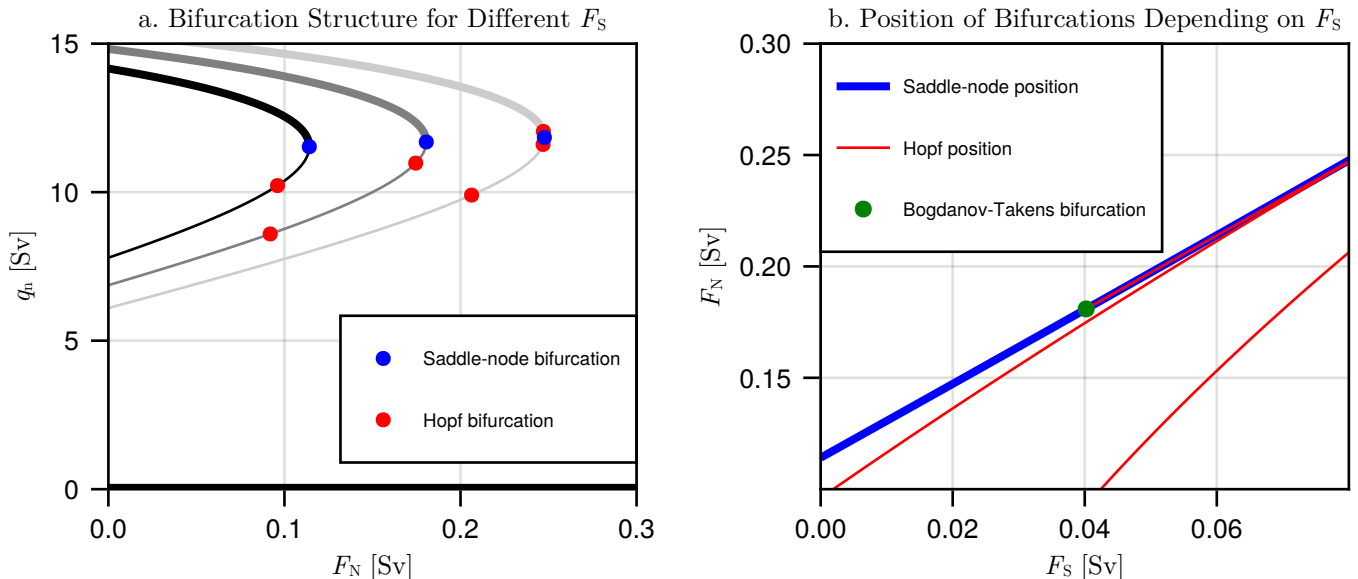 a. Bifurcation Structure for Different F_S
15
10
5
0
q_n [Sv]
Saddle-node bifurcation
Hopf bifurcation
0.0 0.1 0.2 0.3
F_N [Sv]
b. Position of Bifurcations Depending on F_S
0.30
0.25
0.20
0.15
F_N [Sv]
Saddle-node position
Hopf position
Bogdanov-Takens bifurcation
0.00 0.02 0.04 0.06
F_S [Sv]